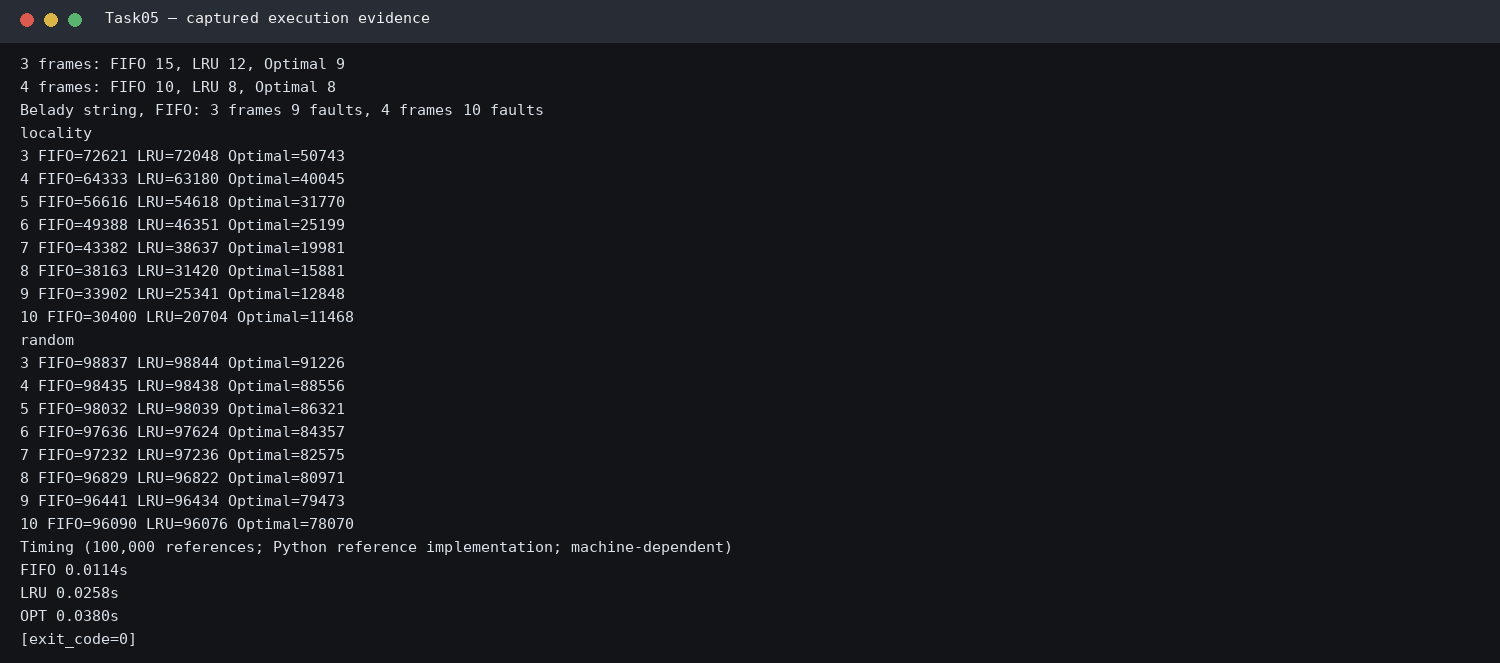 Task05 — captured execution evidence
3 frames: FIFO 15, LRU 12, Optimal 9
4 frames: FIFO 10, LRU 8, Optimal 8
Belady string, FIFO: 3 frames 9 faults, 4 frames 10 faults
locality
3 FIFO=72621 LRU=72048 Optimal=50743
4 FIFO=64333 LRU=63180 Optimal=40045
5 FIFO=56616 LRU=54618 Optimal=31770
6 FIFO=49388 LRU=46351 Optimal=25199
7 FIFO=43382 LRU=38637 Optimal=19981
8 FIFO=38163 LRU=31420 Optimal=15881
9 FIFO=33902 LRU=25341 Optimal=12848
10 FIFO=30400 LRU=20704 Optimal=11468
random
3 FIFO=98837 LRU=98844 Optimal=91226
4 FIFO=98435 LRU=98438 Optimal=88556
5 FIFO=98032 LRU=98039 Optimal=86321
6 FIFO=97636 LRU=97624 Optimal=84357
7 FIFO=97232 LRU=97236 Optimal=82575
8 FIFO=96829 LRU=96822 Optimal=80971
9 FIFO=96441 LRU=96434 Optimal=79473
10 FIFO=96090 LRU=96076 Optimal=78070
Timing (100,000 references; Python reference implementation; machine-dependent)
FIFO 0.0114s
LRU 0.0258s
OPT 0.0380s
[exit_code=0]